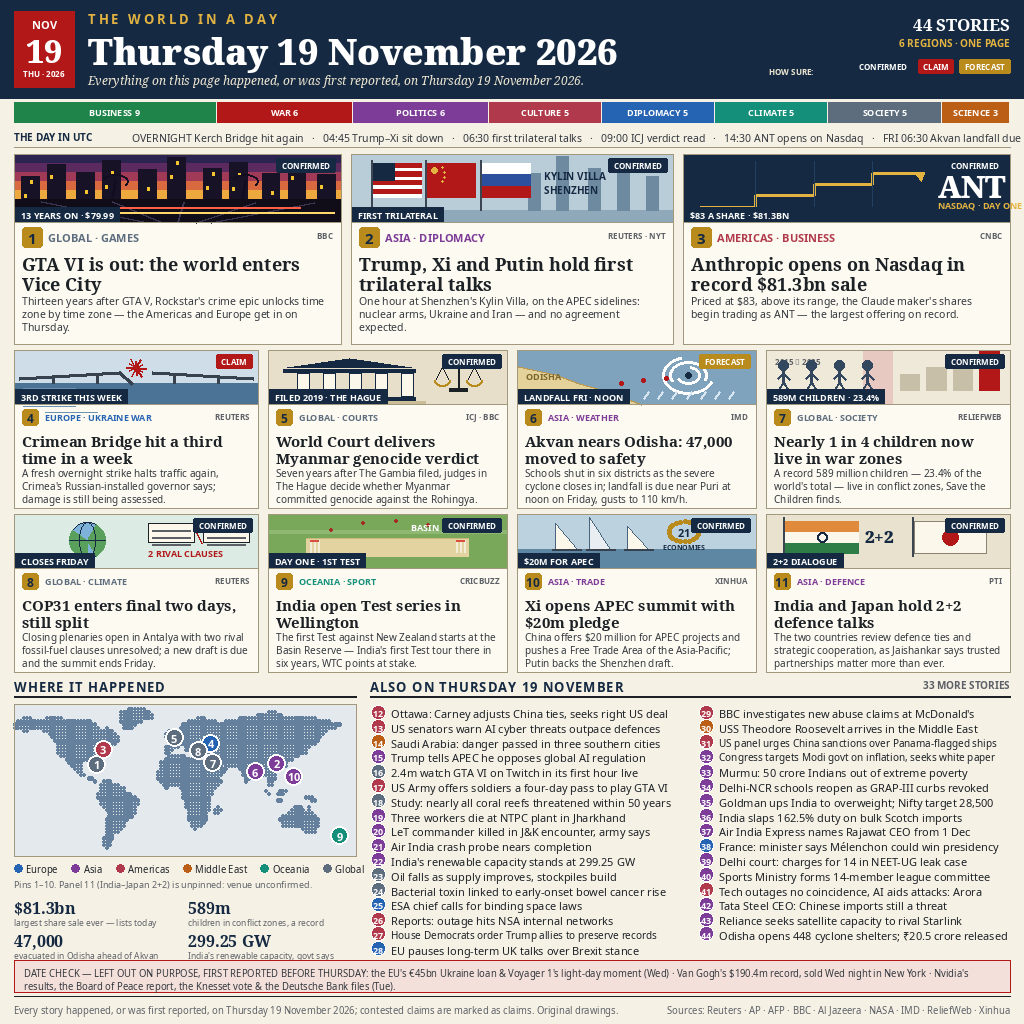 NOV
19
THU · 2026
THE WORLD IN A DAY
Thursday 19 November 2026
Everything on this page happened, or was first reported, on Thursday 19 November 2026.
44 STORIES
6 REGIONS · ONE PAGE
HOW SURE:
CONFIRMED
CLAIM
FORECAST
BUSINESS 9
WAR 6
POLITICS 6
CULTURE 5
DIPLOMACY 5
CLIMATE 5
SOCIETY 5
SCIENCE 3
THE DAY IN UTC
OVERNIGHT Kerch Bridge hit again · 04:45 Trump–Xi sit down · 06:30 first trilateral talks · 09:00 ICJ verdict read · 14:30 ANT opens on Nasdaq · FRI 06:30 Akvan landfall due
CONFIRMED
13 YEARS ON · $79.99
1 GLOBAL · GAMES
BBC
GTA VI is out: the world enters
Vice City
Thirteen years after GTA V, Rockstar's crime epic unlocks time
zone by time zone — the Americas and Europe get in on
Thursday.
KYLIN VILLA
SHENZHEN
CONFIRMED
FIRST TRILATERAL
2 ASIA · DIPLOMACY
REUTERS · NYT
Trump, Xi and Putin hold first
trilateral talks
One hour at Shenzhen's Kylin Villa, on the APEC sidelines:
nuclear arms, Ukraine and Iran — and no agreement
expected.
CONFIRMED
ANT
NASDAQ · DAY ONE
$83 A SHARE · $81.3BN
3 AMERICAS · BUSINESS
CNBC
Anthropic opens on Nasdaq in
record $81.3bn sale
Priced at $83, above its range, the Claude maker's shares
begin trading as ANT — the largest offering on record.
CLAIM
3RD STRIKE THIS WEEK
4 EUROPE · UKRAINE WAR
REUTERS
Crimean Bridge hit a third
time in a week
A fresh overnight strike halts traffic again,
Crimea's Russian-installed governor says;
damage is still being assessed.
CONFIRMED
FILED 2019 · THE HAGUE
5 GLOBAL · COURTS
ICJ · BBC
World Court delivers
Myanmar genocide verdict
Seven years after The Gambia filed, judges in
The Hague decide whether Myanmar
committed genocide against the Rohingya.
ODISHA
FORECAST
LANDFALL FRI · NOON
6 ASIA · WEATHER
IMD
Akvan nears Odisha: 47,000
moved to safety
Schools shut in six districts as the severe
cyclone closes in; landfall is due near Puri at
noon on Friday, gusts to 110 km/h.
CONFIRMED
589M CHILDREN · 23.4%
7 GLOBAL · SOCIETY
RELIEFWEB
Nearly 1 in 4 children now
live in war zones
A record 589 million children — 23.4% of the
world's total — live in conflict zones, Save the
Children finds.
CONFIRMED
2 RIVAL CLAUSES
CLOSES FRIDAY
8 GLOBAL · CLIMATE
REUTERS
COP31 enters final two days,
still split
Closing plenaries open in Antalya with two rival
fossil-fuel clauses unresolved; a new draft is due
and the summit ends Friday.
BASIN
CONFIRMED
DAY ONE · 1ST TEST
9 OCEANIA · SPORT
CRICBUZZ
India open Test series in
Wellington
The first Test against New Zealand starts at the
Basin Reserve — India's first Test tour there in
six years, WTC points at stake.
21
ECONOMIES
CONFIRMED
$20M FOR APEC
10 ASIA · TRADE
XINHUA
Xi opens APEC summit with
$20m pledge
China offers $20 million for APEC projects and
pushes a Free Trade Area of the Asia-Pacific;
Putin backs the Shenzhen draft.
2+2
CONFIRMED
2+2 DIALOGUE
11 ASIA · DEFENCE
PTI
India and Japan hold 2+2
defence talks
The two countries review defence ties and
strategic cooperation, as Jaishankar says trusted
partnerships matter more than ever.
WHERE IT HAPPENED
3
1
5
4
8
7
6
2
10
9
Europe
Asia
Americas
Middle East
Oceania
Global
Pins 1–10. Panel 11 (India–Japan 2+2) is unpinned: venue unconfirmed.
$81.3bn
largest share sale ever — lists today
589m
children in conflict zones, a record
47,000
evacuated in Odisha ahead of Akvan
299.25 GW
India's renewable capacity, govt says
ALSO ON THURSDAY 19 NOVEMBER
33 MORE STORIES
12 Ottawa: Carney adjusts China ties, seeks right US deal
13 US senators warn AI cyber threats outpace defences
14 Saudi Arabia: danger passed in three southern cities
15 Trump tells APEC he opposes global AI regulation
16 2.4m watch GTA VI on Twitch in its first hour live
17 US Army offers soldiers a four-day pass to play GTA VI
18 Study: nearly all coral reefs threatened within 50 years
19 Three workers die at NTPC plant in Jharkhand
20 LeT commander killed in J&K encounter, army says
21 Air India crash probe nears completion
22 India's renewable capacity stands at 299.25 GW
23 Oil falls as supply improves, stockpiles build
24 Bacterial toxin linked to early-onset bowel cancer rise
25 ESA chief calls for binding space laws
26 Reports: outage hits NSA internal networks
27 House Democrats order Trump allies to preserve records
28 EU pauses long-term UK talks over Brexit stance
29 BBC investigates new abuse claims at McDonald's
30 USS Theodore Roosevelt arrives in the Middle East
31 US panel urges China sanctions over Panama-flagged ships
32 Congress targets Modi govt on inflation, seeks white paper
33 Murmu: 50 crore Indians out of extreme poverty
34 Delhi-NCR schools reopen as GRAP-III curbs revoked
35 Goldman ups India to overweight; Nifty target 28,500
36 India slaps 162.5% duty on bulk Scotch imports
37 Air India Express names Rajawat CEO from 1 Dec
38 France: minister says Mélenchon could win presidency
39 Delhi court: charges for 14 in NEET-UG leak case
40 Sports Ministry forms 14-member league committee
41 Tech outages no coincidence, AI aids attacks: Arora
42 Tata Steel CEO: Chinese imports still a threat
43 Reliance seeks satellite capacity to rival Starlink
44 Odisha opens 448 cyclone shelters; ₹20.5 crore released
DATE CHECK — LEFT OUT ON PURPOSE, FIRST REPORTED BEFORE THURSDAY: the EU's €45bn Ukraine loan & Voyager 1's light-day moment (Wed) · Van Gogh's $190.4m record, sold Wed night in New York · Nvidia's
results, the Board of Peace report, the Knesset vote & the Deutsche Bank files (Tue).
Every story happened, or was first reported, on Thursday 19 November 2026; contested claims are marked as claims. Original drawings.
Sources: Reuters · AP · AFP · BBC · Al Jazeera · NASA · IMD · ReliefWeb · Xinhua